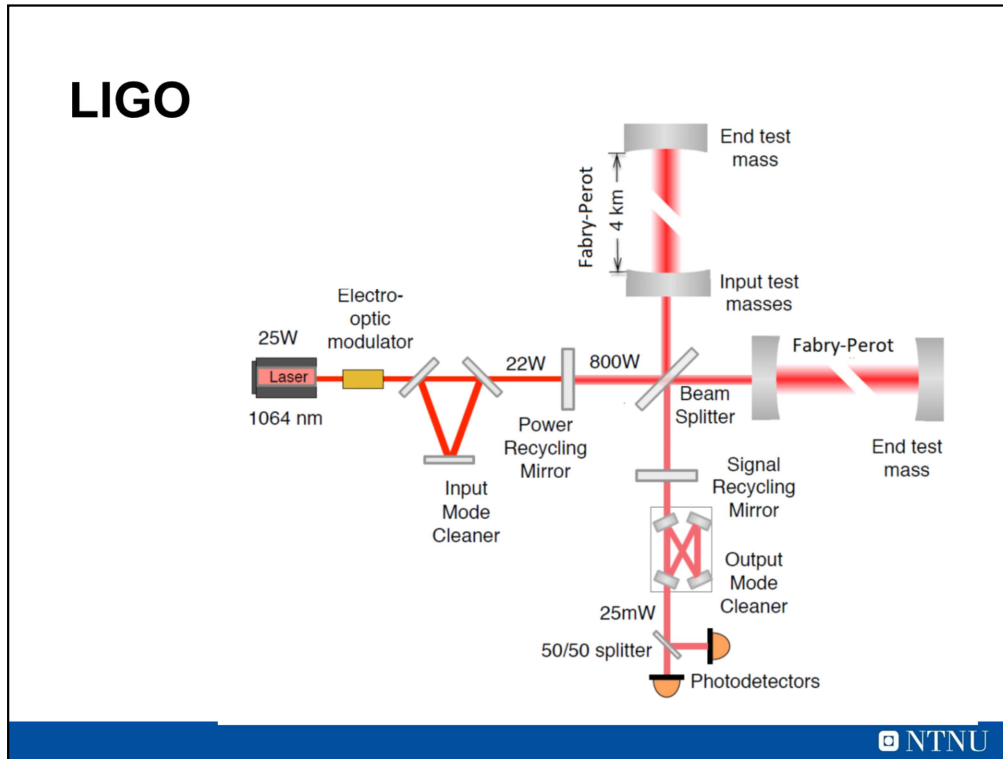 LIGO
End test
mass
Fabry-Perot
4 km
Input test
masses
Electro-
optic
modulator
25W
Laser
1064 nm
22W
800W
Fabry-Perot
Beam
Splitter
Power
Recycling
Mirror
End test
mass
Input
Mode
Cleaner
Signal
Recycling
Mirror
Output
Mode
Cleaner
25mW
50/50 splitter
Photodetectors
NTNU